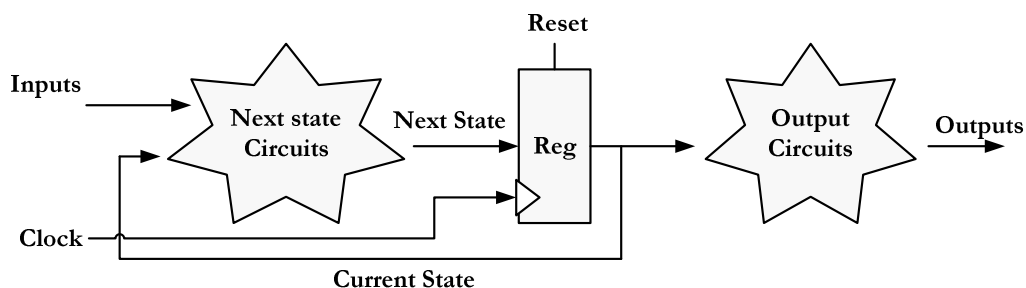 Reset
Inputs
Next state
Circuits
Next State
Reg
Output
Circuits
Outputs
Clock
Current State